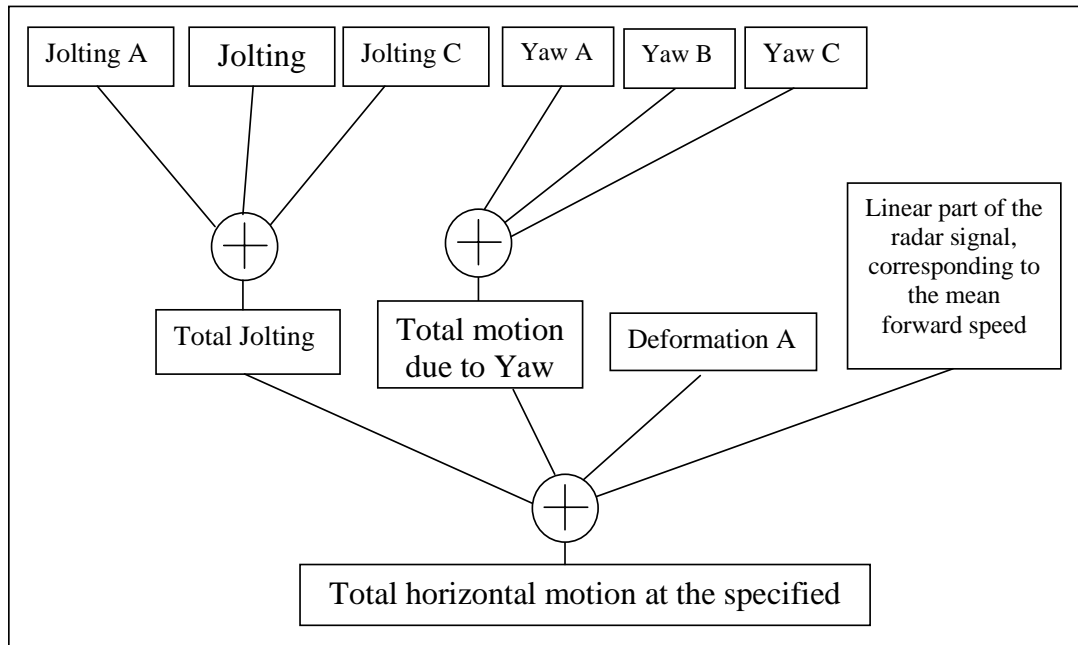 Jolting A
Jolting
Jolting C
Yaw A
Yaw B
Yaw C
Linear part of the
radar signal,
corresponding to
the mean
forward speed
Total Jolting
Total motion
due to Yaw
Deformation A
Total horizontal motion at the specified